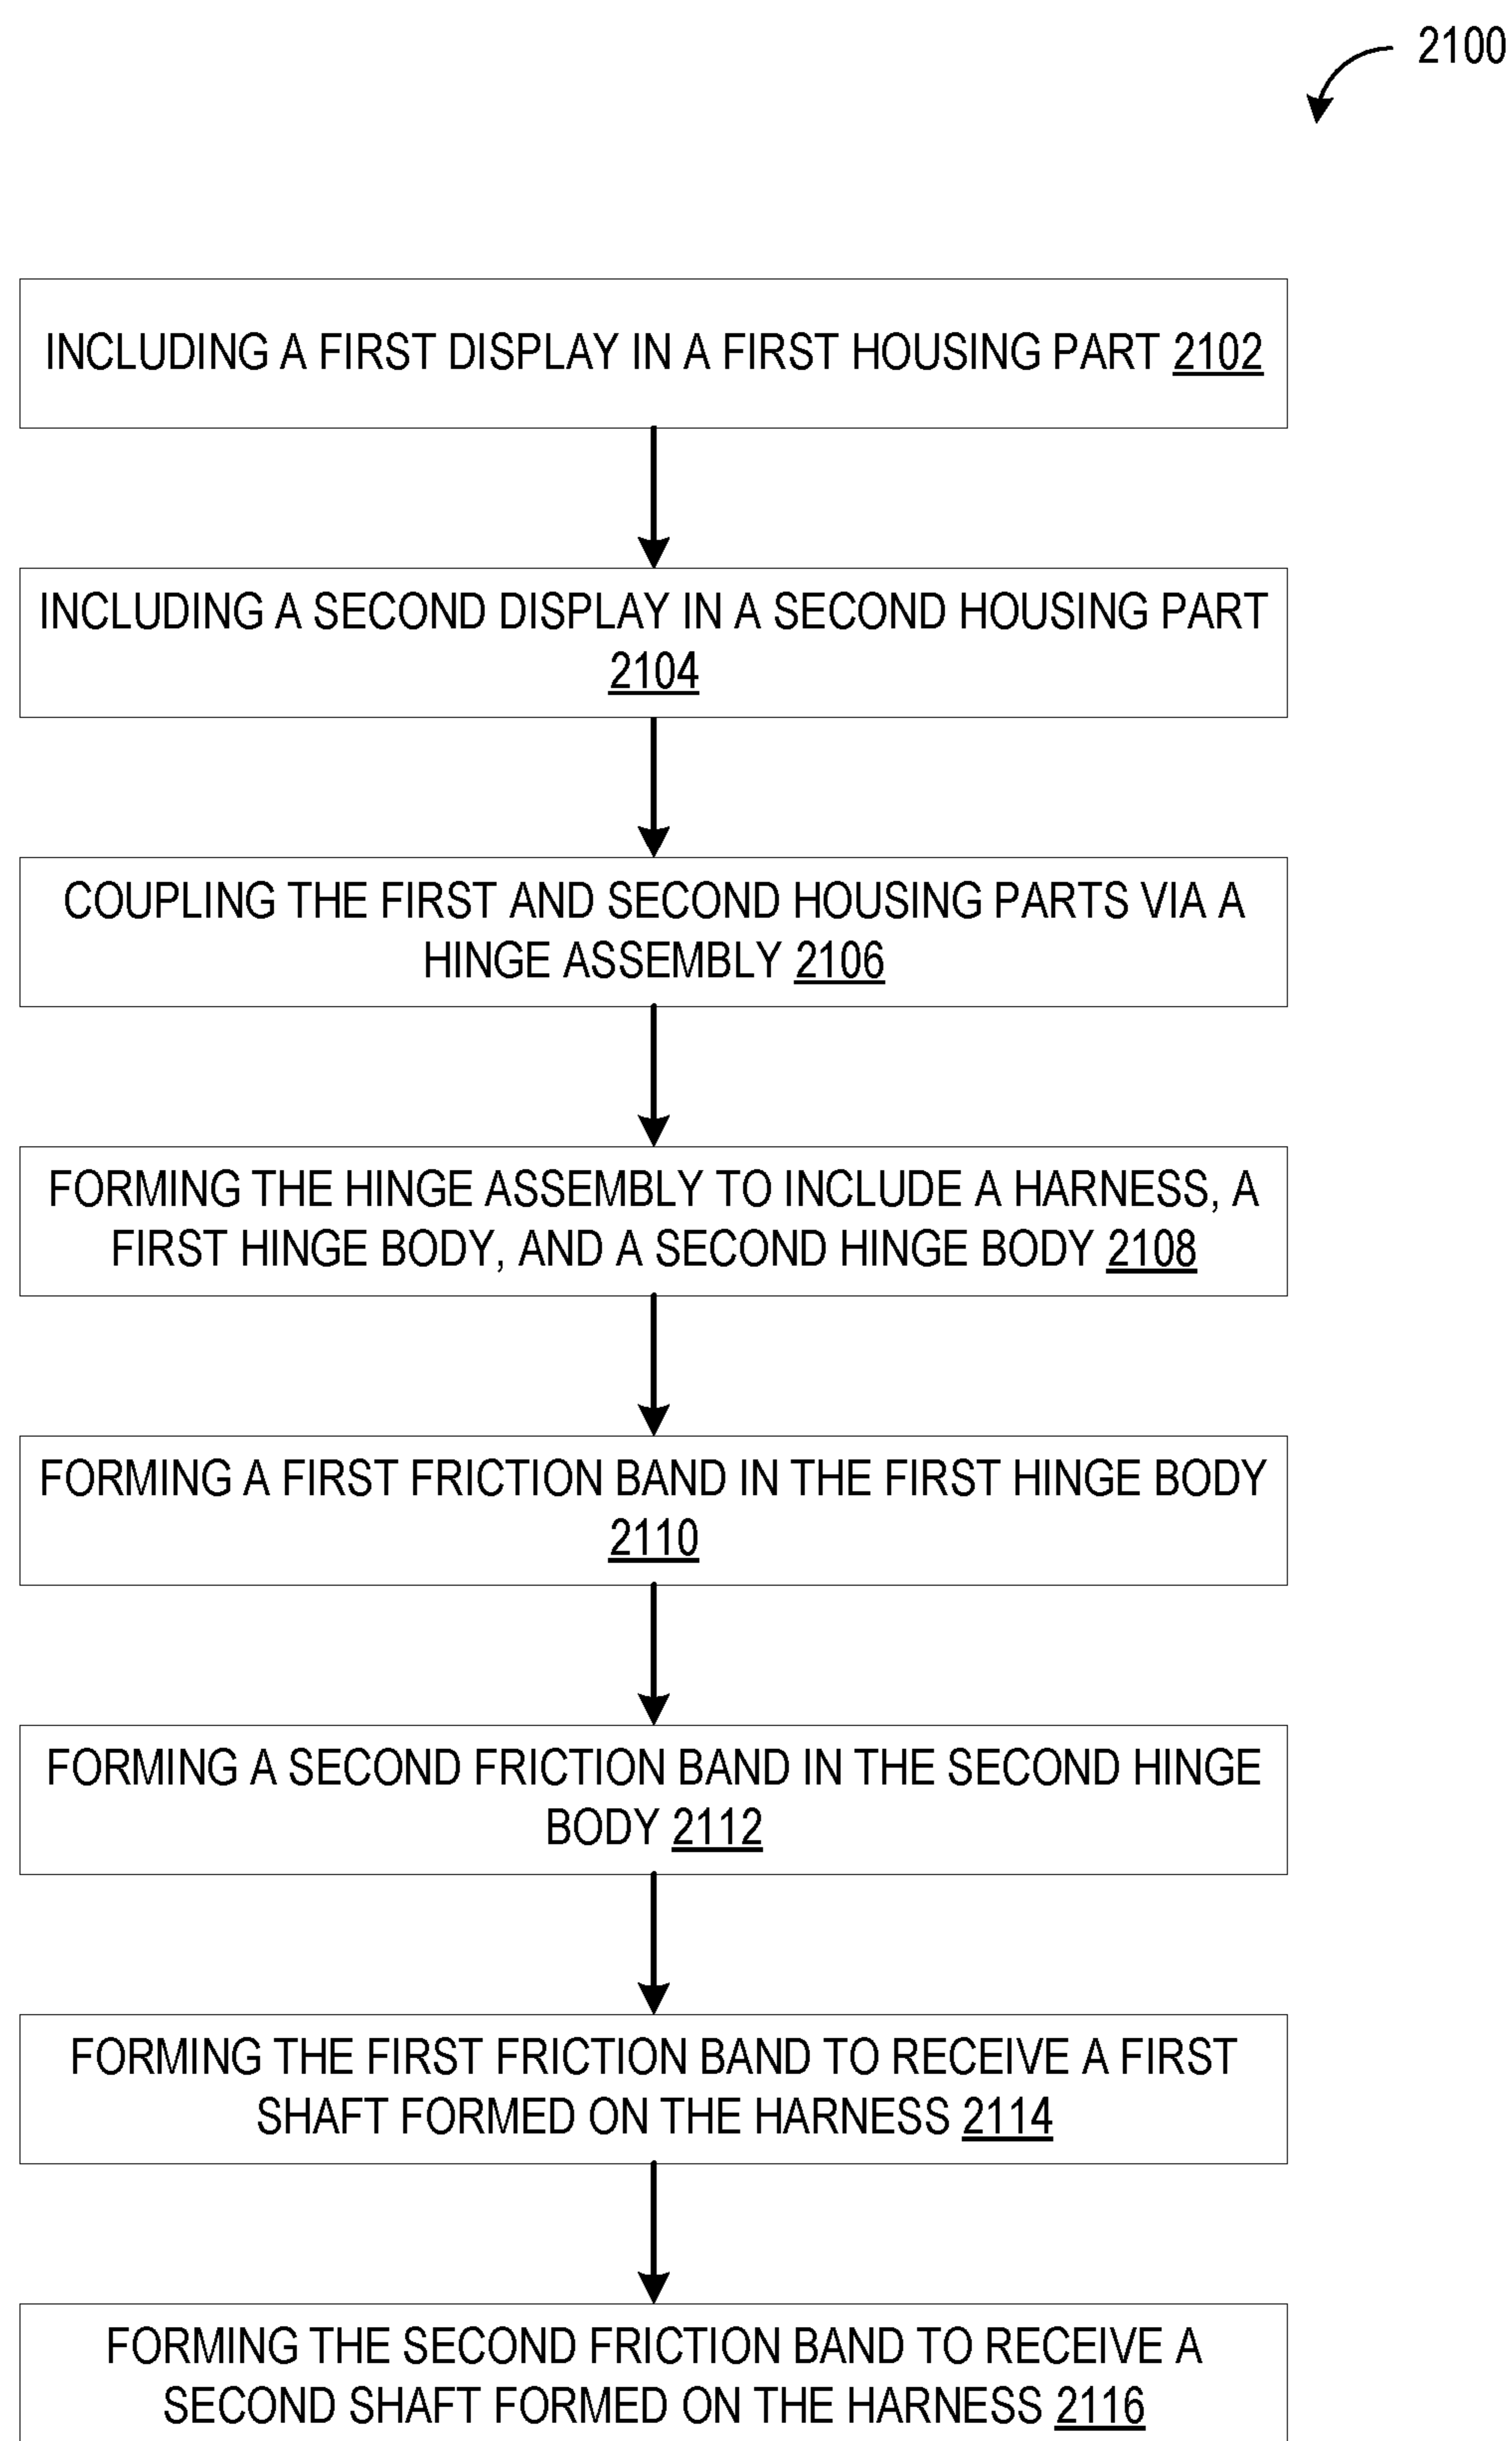 2100
INCLUDING A FIRST DISPLAY IN A FIRST HOUSING PART 2102
INCLUDING A SECOND DISPLAY IN A SECOND HOUSING PART
2104
COUPLING THE FIRST AND SECOND HOUSING PARTS VIA A
HINGE ASSEMBLY 2106
FORMING THE HINGE ASSEMBLY TO INCLUDE A HARNESS, A
FIRST HINGE BODY, AND A SECOND HINGE BODY 2108
FORMING A FIRST FRICTION BAND IN THE FIRST HINGE BODY
2110
FORMING A SECOND FRICTION BAND IN THE SECOND HINGE
BODY 2112
FORMING THE FIRST FRICTION BAND TO RECEIVE A FIRST
SHAFT FORMED ON THE HARNESS 2114
FORMING THE SECOND FRICTION BAND TO RECEIVE A
SECOND SHAFT FORMED ON THE HARNESS 2116